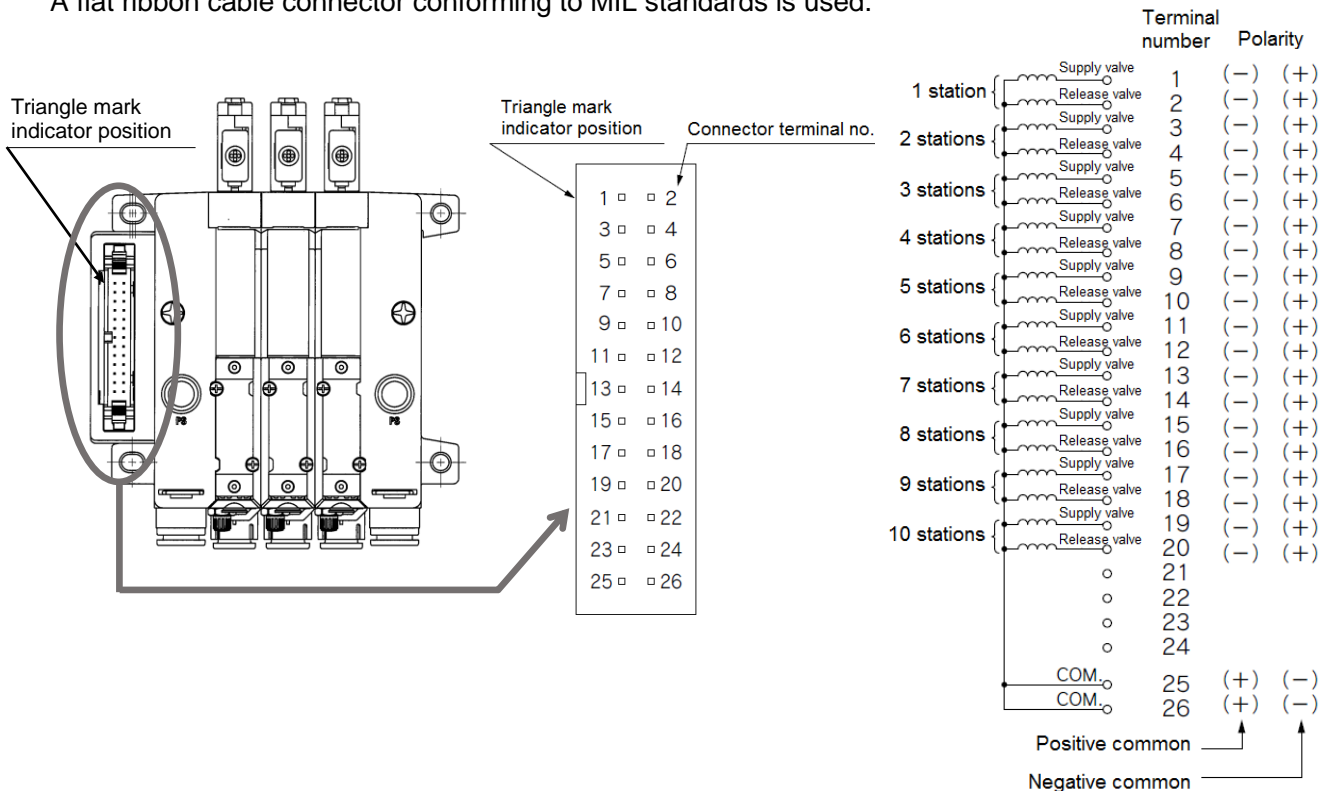 A flat ribbon cable connector conforming to MIL standards is used.
Triangle mark
indicator position
PS
PS
Triangle mark
indicator position
Connector terminal no.
1 2
3 4
5 6
7 8
9 10
11 12
13 14
15 16
17 18
19 20
21 22
23 24
25 26
Terminal
number Polarity
1 station Supply valve 1 (−) (+)
Release valve 2 (−) (+)
2 stations Supply valve 3 (−) (+)
Release valve 4 (−) (+)
3 stations Supply valve 5 (−) (+)
Release valve 6 (−) (+)
4 stations Supply valve 7 (−) (+)
Release valve 8 (−) (+)
5 stations Supply valve 9 (−) (+)
Release valve 10 (−) (+)
6 stations Supply valve 11 (−) (+)
Release valve 12 (−) (+)
7 stations Supply valve 13 (−) (+)
Release valve 14 (−) (+)
8 stations Supply valve 15 (−) (+)
Release valve 16 (−) (+)
9 stations Supply valve 17 (−) (+)
Release valve 18 (−) (+)
10 stations Supply valve 19 (−) (+)
Release valve 20 (−) (+)
21
22
23
24
COM. 25 (+) (−)
COM. 26 (+) (−)
Positive common
Negative common